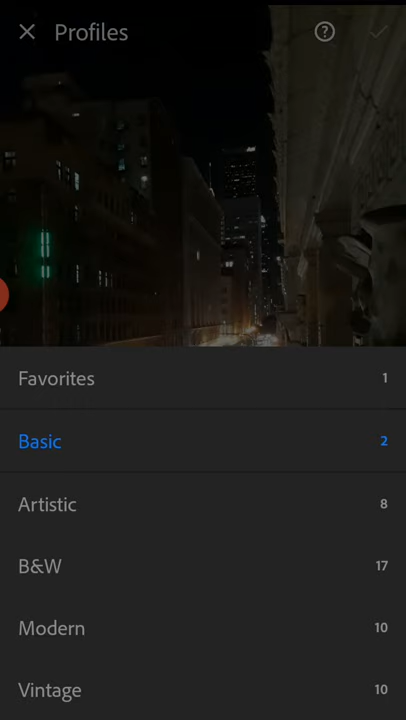 Profiles
Favorites 1
Basic 2
Artistic 8
B&W 17
Modern 10
Vintage 10